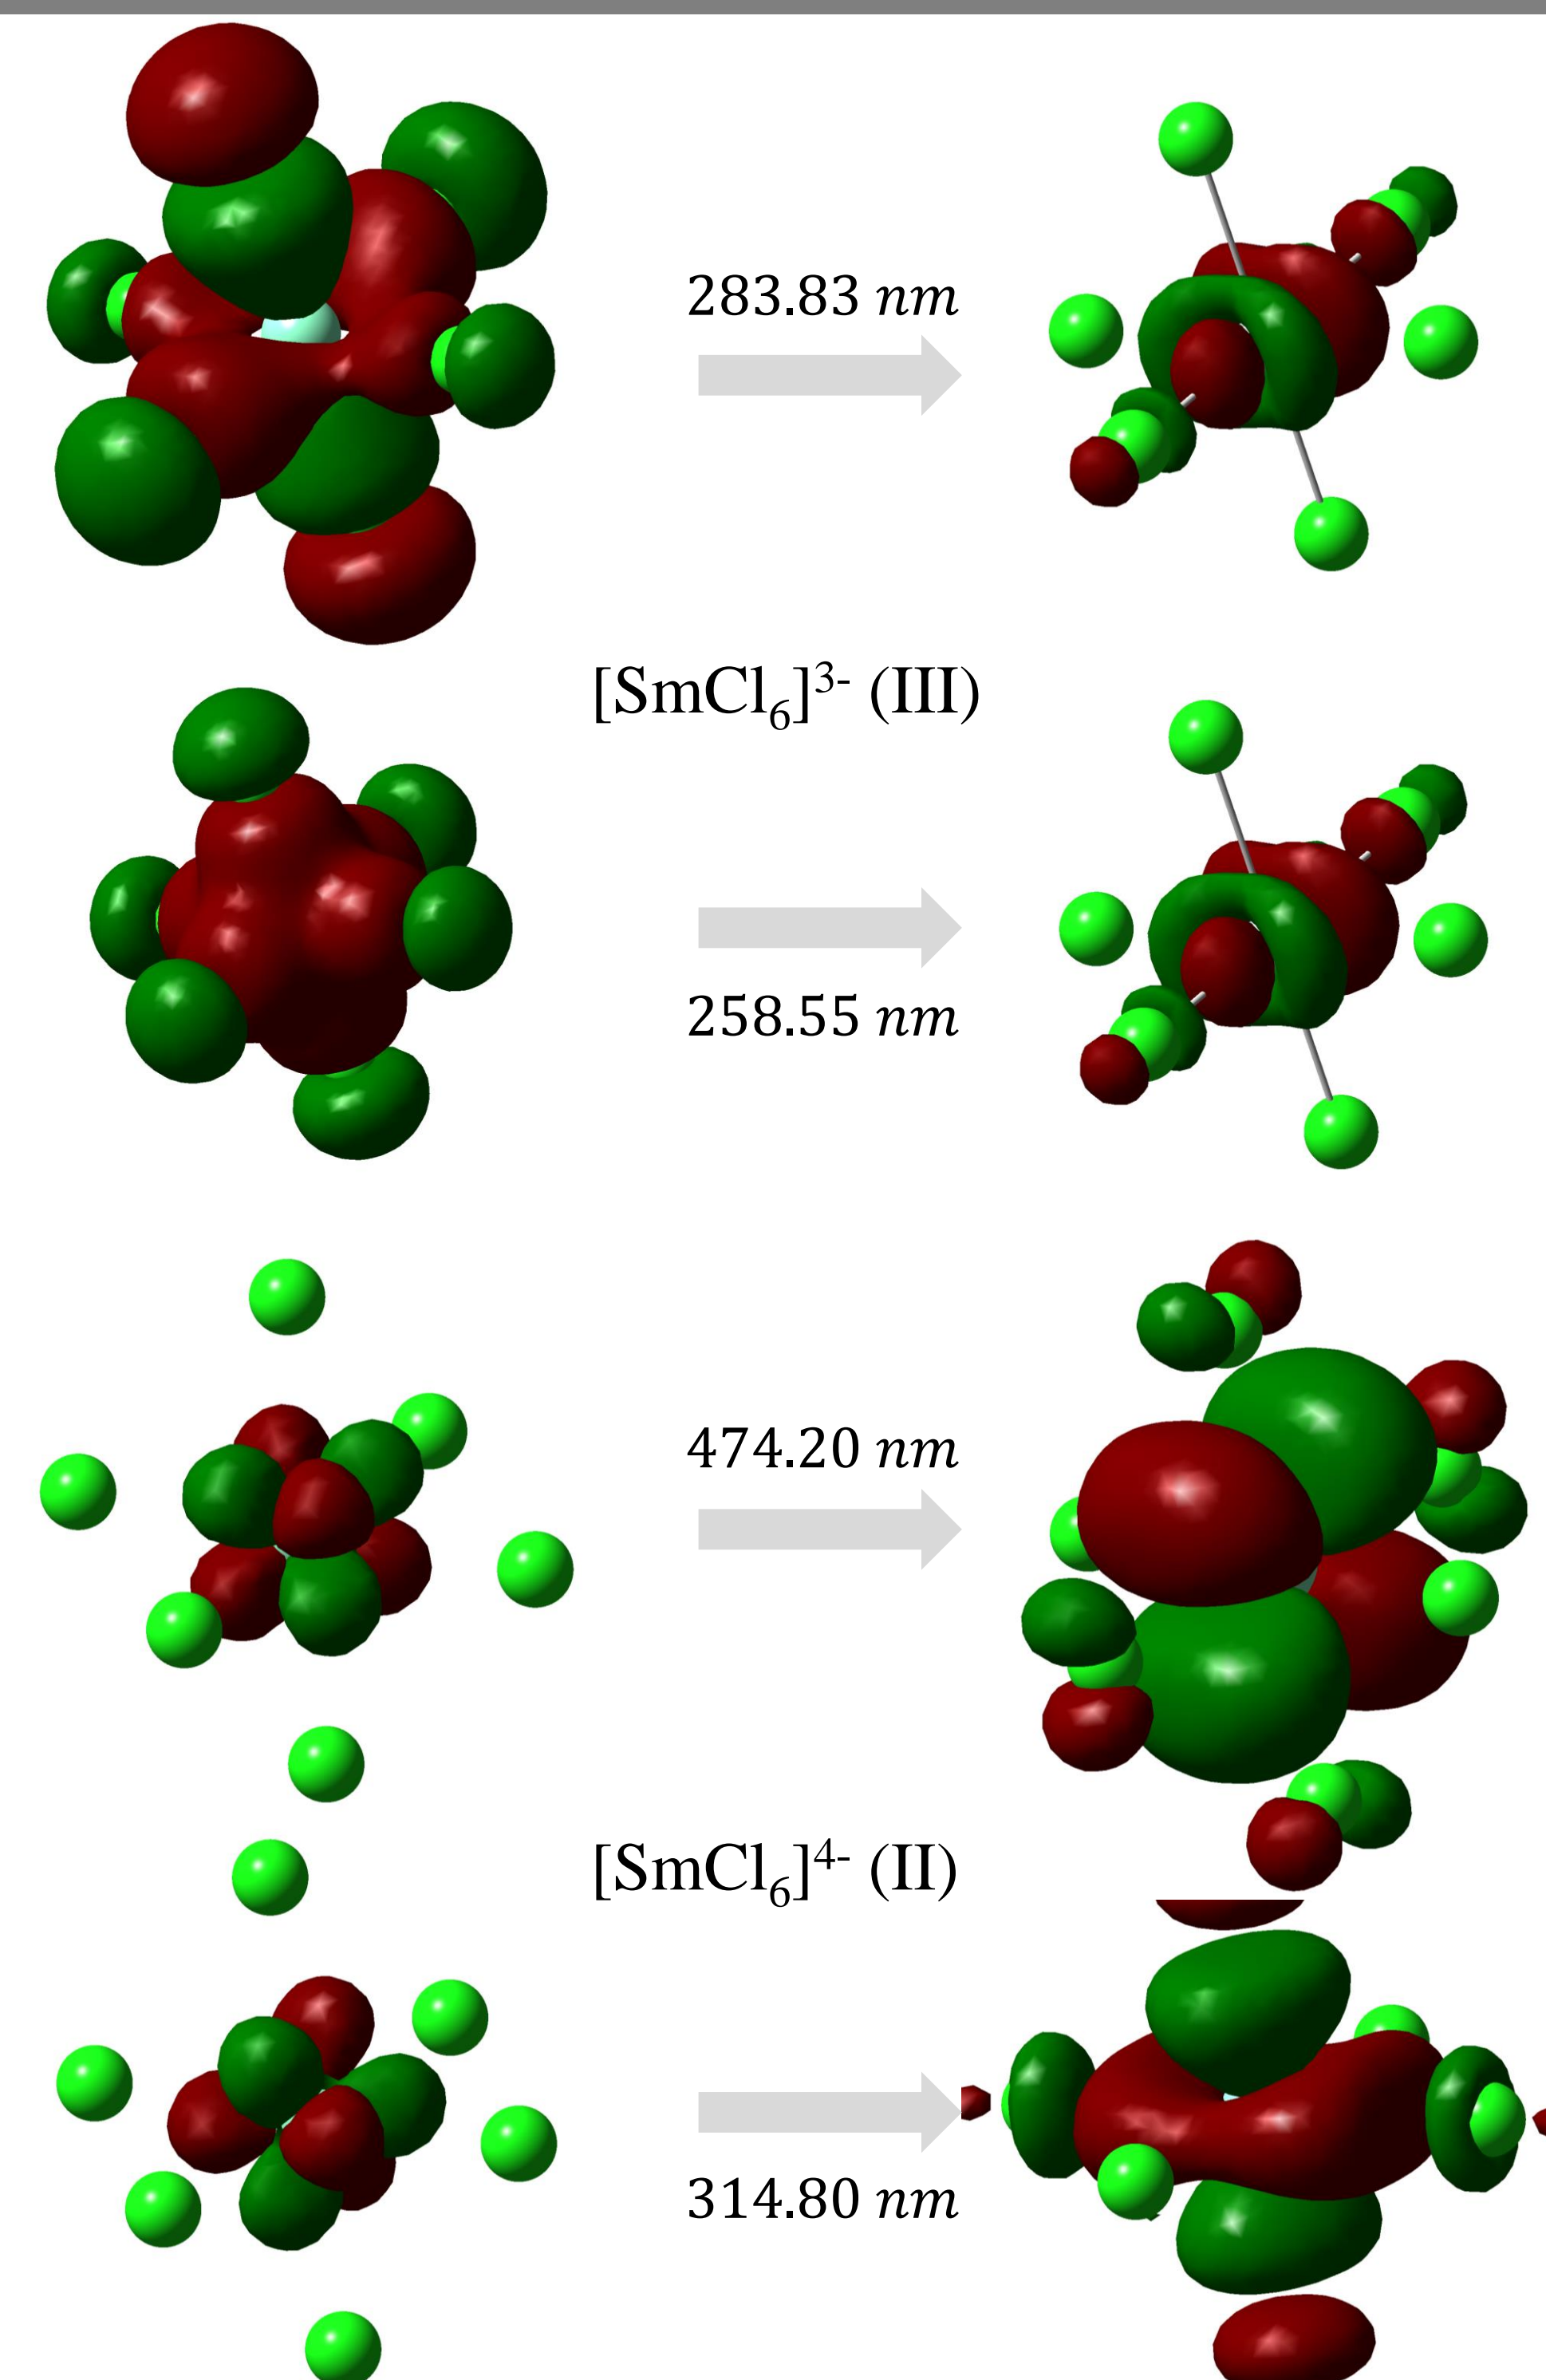 283.83 nm
[SmCl₆]³⁻ (III)
258.55 nm
474.20 nm
[SmCl₆]⁴⁻ (II)
314.80 nm